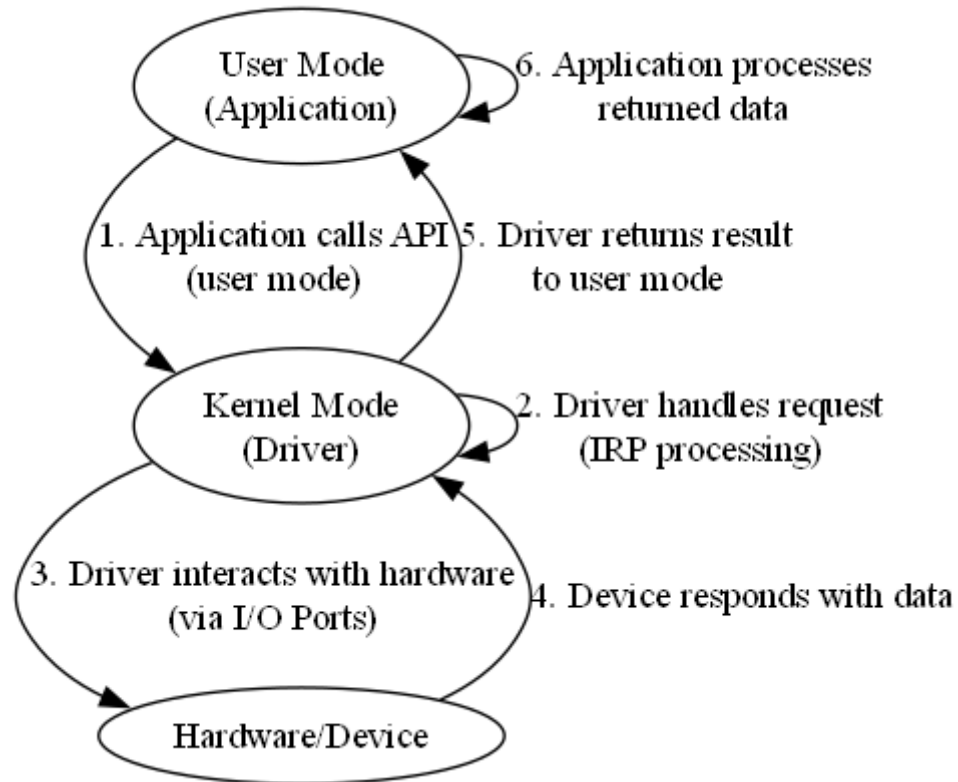 User Mode
(Application)
6. Application processes
returned data
1. Application calls API
(user mode)
5. Driver returns result
to user mode
Kernel Mode
(Driver)
2. Driver handles request
(IRP processing)
3. Driver interacts with hardware
(via I/O Ports)
4. Device responds with data
Hardware/Device